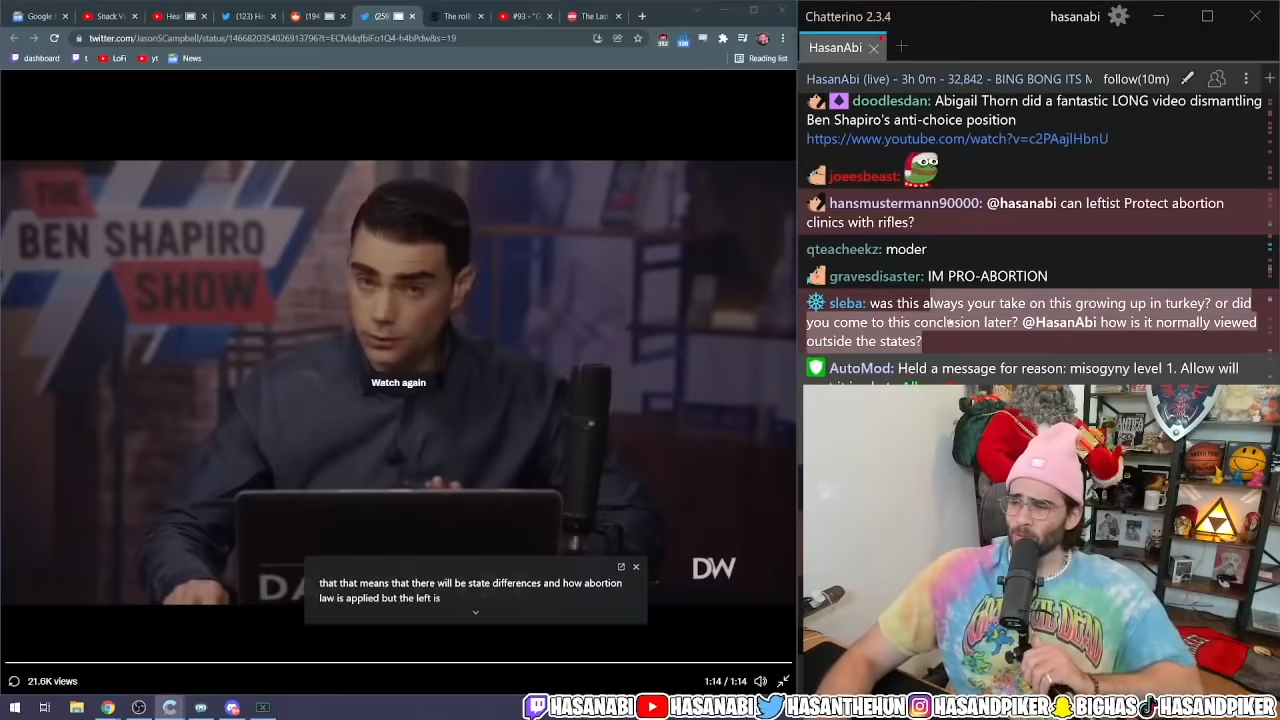 Google
Snack Vi
Hear
(123) H
(194
(259
The rolli
#93 - "G
The Last
Chatterino 2.3.4
hasanabi
twitter.com/JasonSCampbell/status/1466820354026913796?t=ECfvldqfbiFo1Q4-h4bPdw&s=19
dashboard
t
LoFi
yt
News
Reading list
HasanAbi
HasanAbi (live) - 3h 0m - 32,842 - BING BONG ITS M
follow(10m)
doodlesdan: Abigail Thorn did a fantastic LONG video dismantling
Ben Shapiro's anti-choice position
https://www.youtube.com/watch?v=c2PAajlHbnU
joeesbeast:
hansmustermann90000: @hasanabi can leftist Protect abortion
clinics with rifles?
qteacheekz: moder
gravesdisaster: IM PRO-ABORTION
sleba: was this always your take on this growing up in turkey? or did
you come to this conclusion later? @HasanAbi how is it normally viewed
outside the states?
AutoMod: Held a message for reason: misogyny level 1. Allow will
THE
BEN SHAPIRO
SHOW
Watch again
that that means that there will be state differences and how abortion
law is applied but the left is
DW
21.6K views
1:14 / 1:14
ANTIFA
HASANABI
HASANABI
HASANTHEHUN
HASANDPIKER
BIGHAS
HASANDPIKER